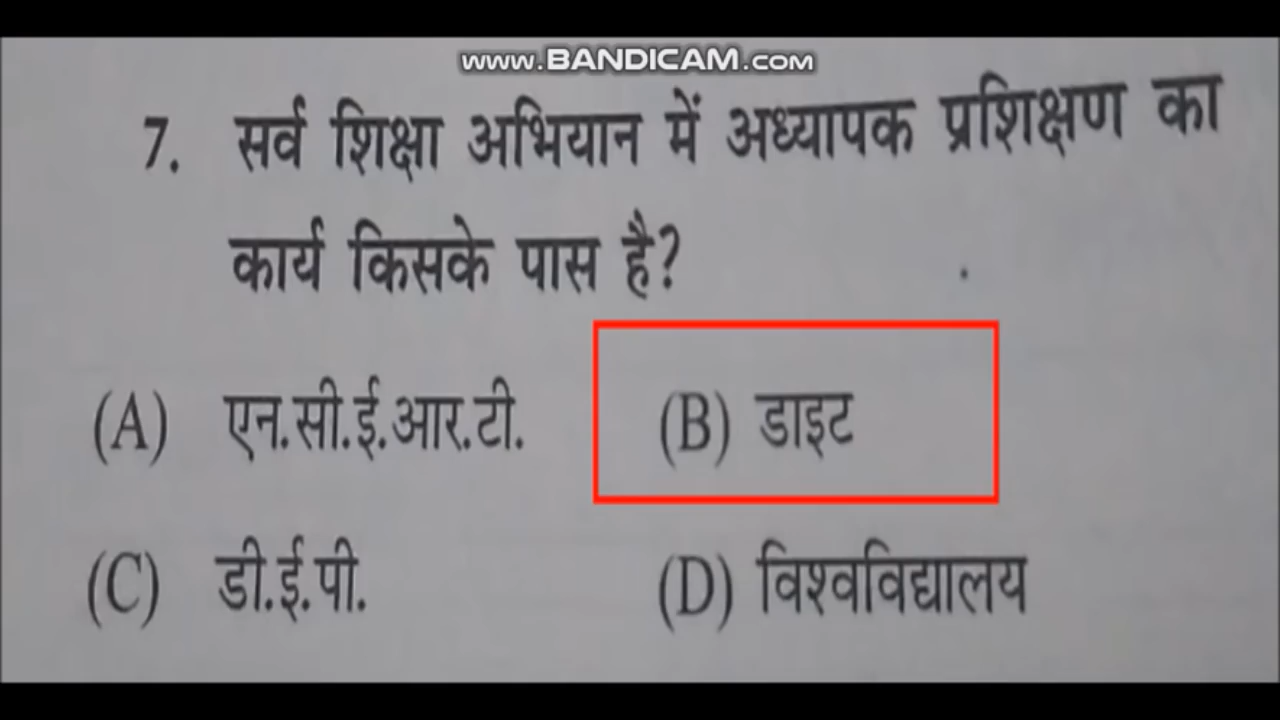 www.BANDICAM.com
7. सर्व शिक्षा अभियान में अध्यापक प्रशिक्षण का
कार्य किसके पास है?
(A) एन.सी.ई.आर.टी. (B) डाइट
(C) डी.ई.पी. (D) विश्वविद्यालय